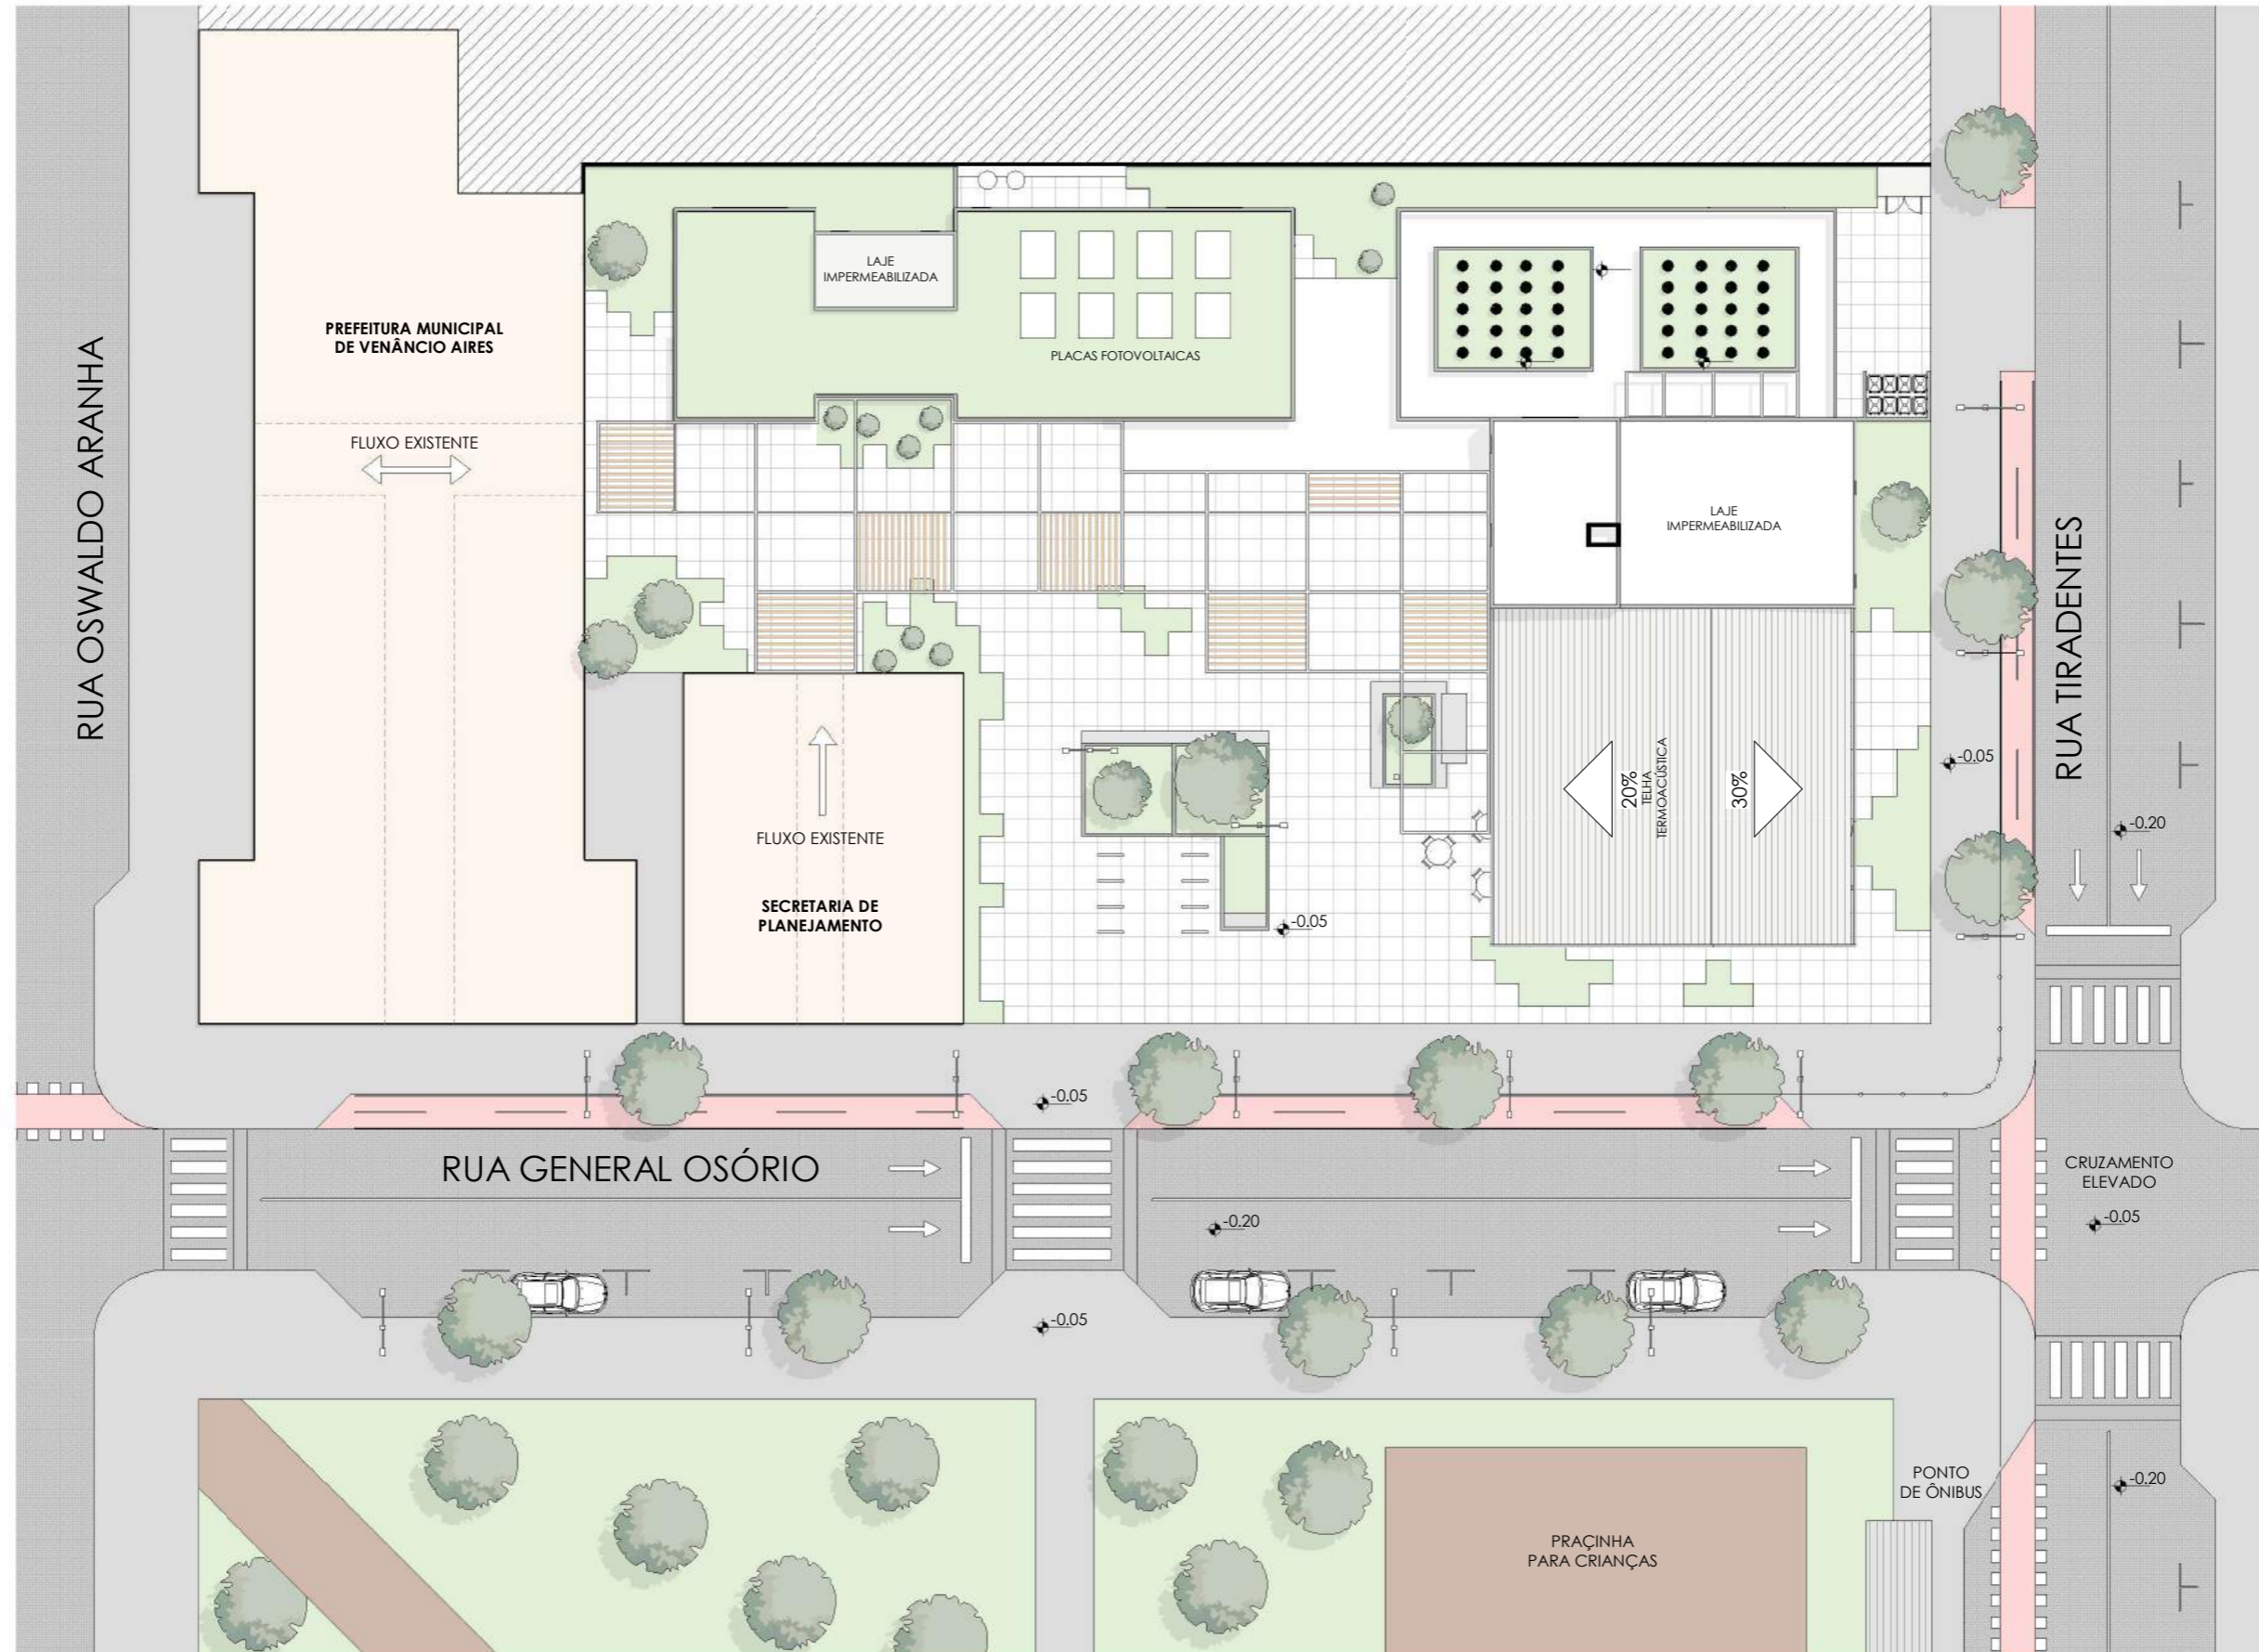 RUA OSWALDO ARANHA
PREFEITURA MUNICIPAL
DE VENÂNCIO AIRES
FLUXO EXISTENTE
LAJE
IMPERMEABILIZADA
PLACAS FOTOVOLTAICAS
LAJE
IMPERMEABILIZADA
RUA TIRADENTES
20%
TELHA
TERMOACÚSTICA
30%
-0.05
-0.20
FLUXO EXISTENTE
SECRETARIA DE
PLANEJAMENTO
-0.05
-0.05
RUA GENERAL OSÓRIO
-0.20
CRUZAMENTO
ELEVADO
-0.05
-0.05
PONTO
DE ÔNIBUS
-0.20
PRAÇINHA
PARA CRIANÇAS